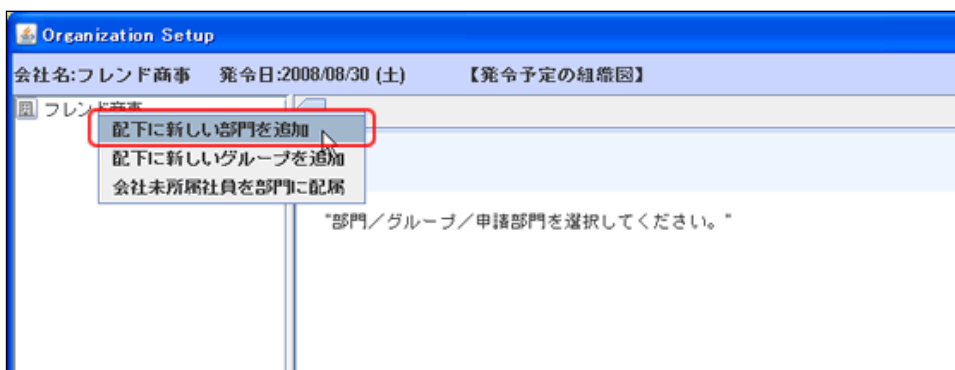 Organization Setup
会社名:フレンド商事 発令日:2008/08/30 (土) 【発令予定の組織図】
フレンド商事
配下に新しい部門を追加
配下に新しいグループを追加
会社未所属社員を部門に配属
"部門／グループ／申請部門を選択してください。"